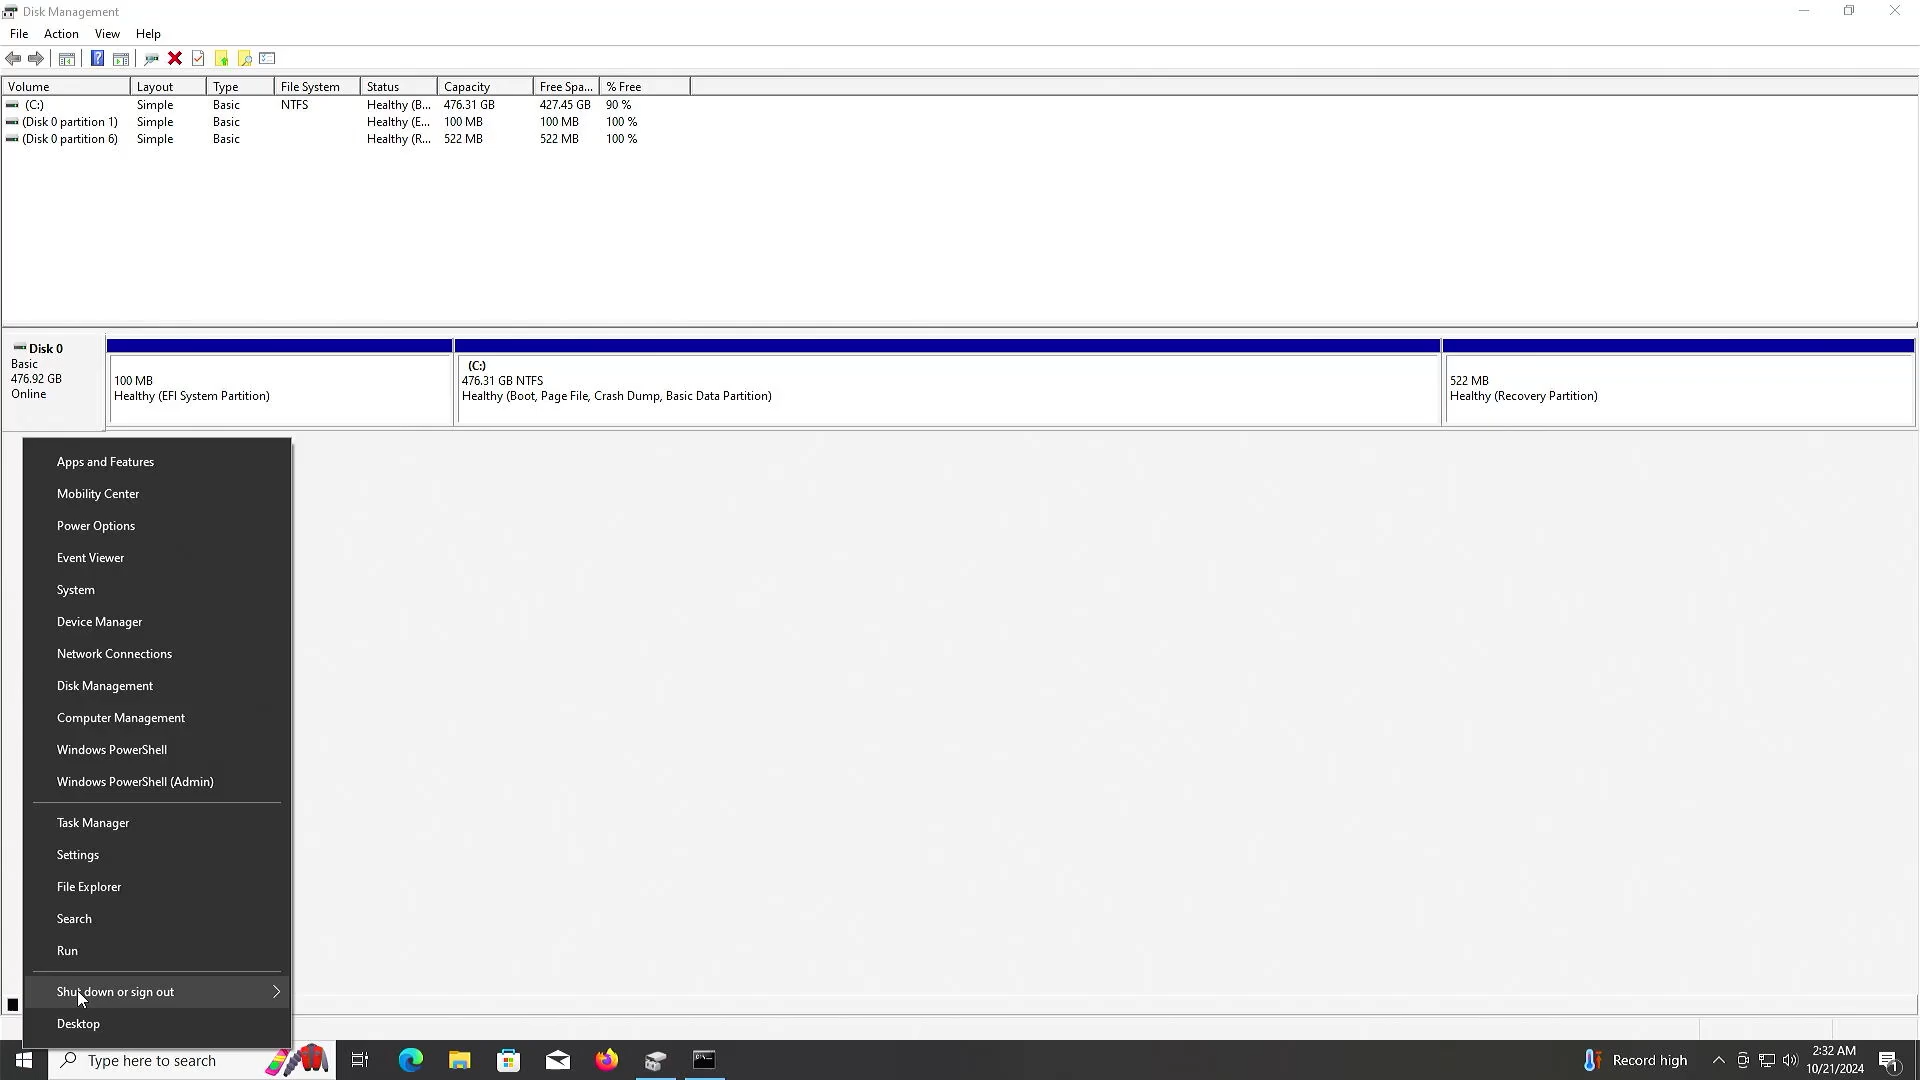 Disk Management
File Action View Help
Volume Layout Type File System Status Capacity Free Spa... % Free
(C:) Simple Basic NTFS Healthy (B... 476.31 GB 427.45 GB 90 %
(Disk 0 partition 1) Simple Basic Healthy (E... 100 MB 100 MB 100 %
(Disk 0 partition 6) Simple Basic Healthy (R... 522 MB 522 MB 100 %
Disk 0
Basic
476.92 GB
Online
100 MB
Healthy (EFI System Partition)
(C:)
476.31 GB NTFS
Healthy (Boot, Page File, Crash Dump, Basic Data Partition)
522 MB
Healthy (Recovery Partition)
Apps and Features
Mobility Center
Power Options
Event Viewer
System
Device Manager
Network Connections
Disk Management
Computer Management
Windows PowerShell
Windows PowerShell (Admin)
Task Manager
Settings
File Explorer
Search
Run
Shut down or sign out
Desktop
Type here to search
Record high
2:32 AM
10/21/2024
1